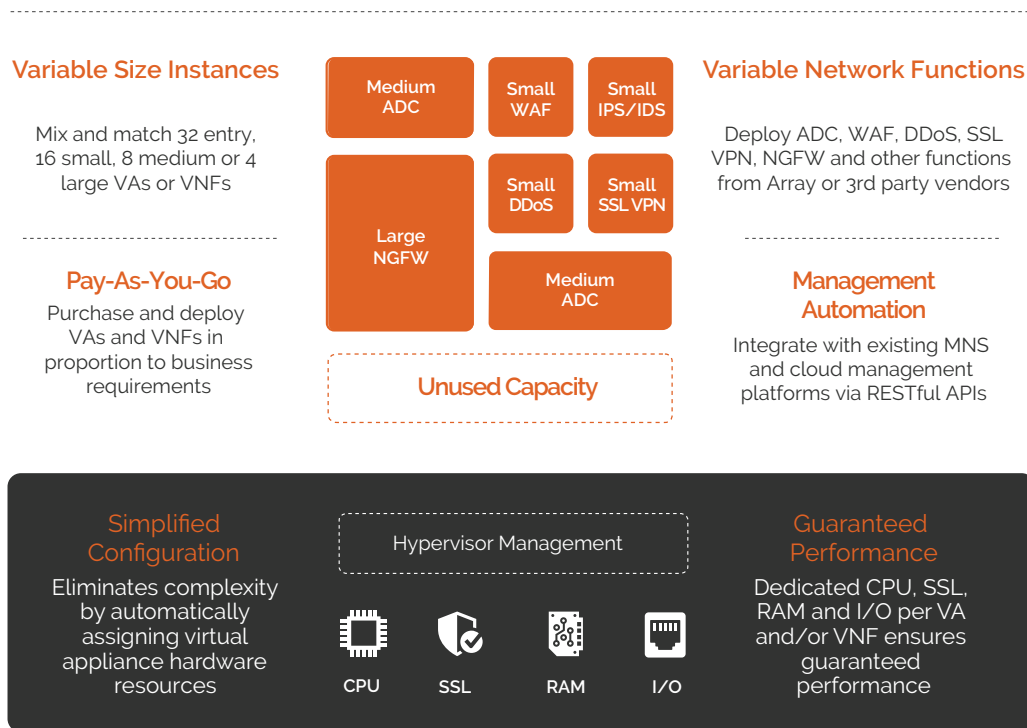 Variable Size Instances
Mix and match 32 entry,
16 small, 8 medium or 4
large VAs or VNFs
Pay-As-You-Go
Purchase and deploy
VAs and VNFs in
proportion to business
requirements
Medium
ADC
Small
WAF
Small
IPS/IDS
Large
NGFW
Small
DDoS
Small
SSL VPN
Medium
ADC
Unused Capacity
Variable Network Functions
Deploy ADC, WAF, DDoS, SSL
VPN, NGFW and other functions
from Array or 3rd party vendors
Management
Automation
Integrate with existing MNS
and cloud management
platforms via RESTful APIs
Simplified
Configuration
Eliminates complexity
by automatically
assigning virtual
appliance hardware
resources
Hypervisor Management
CPU
SSL
RAM
I/O
Guaranteed
Performance
Dedicated CPU, SSL,
RAM and I/O per VA
and/or VNF ensures
guaranteed
performance